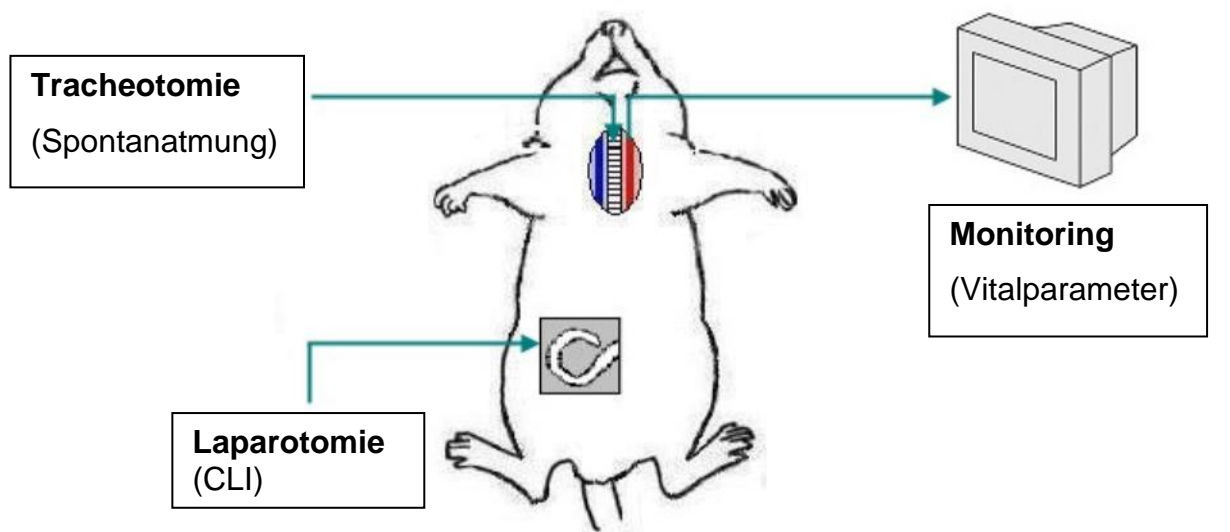 Tracheotomie
(Spontanatmung)
Monitoring
(Vitalparameter)
Laparotomie
(CLI)